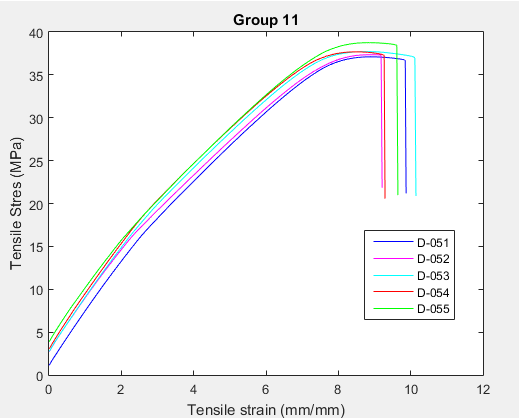 Group 11
40
35
30
25
20
15
10
5
0
Tensile Stres (MPa)
D-051
D-052
D-053
D-054
D-055
0 2 4 6 8 10 12
Tensile strain (mm/mm)